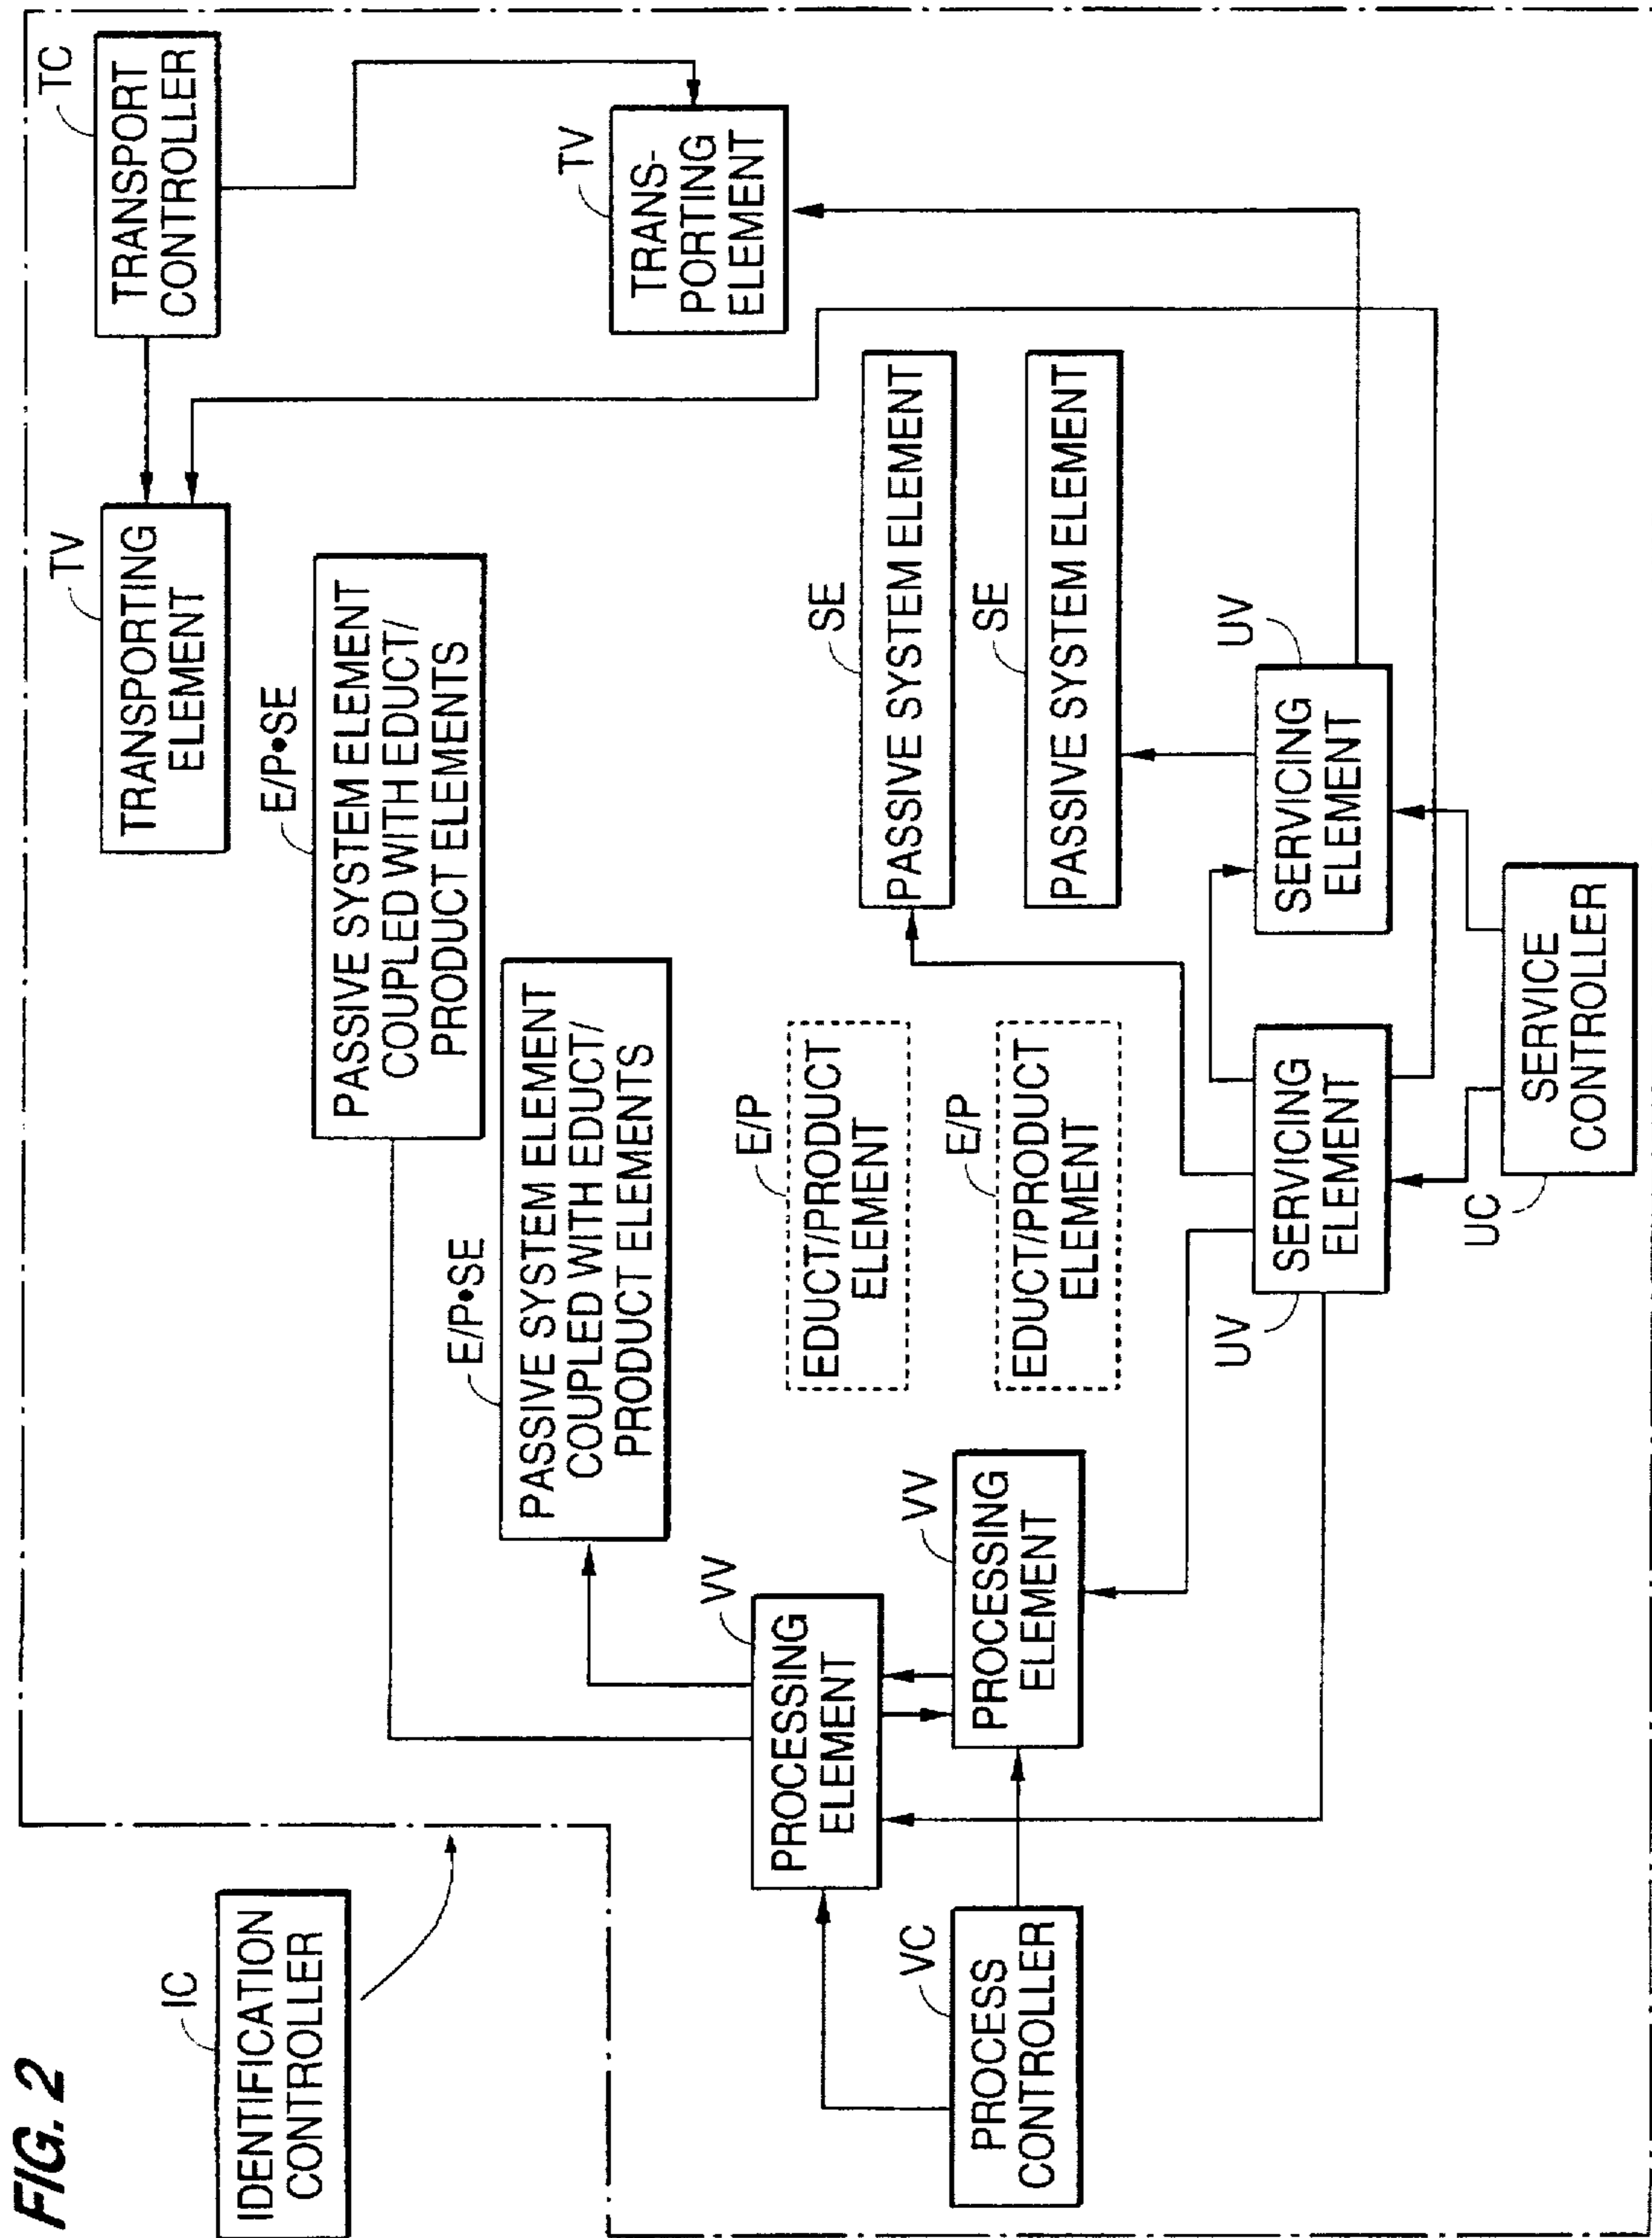 FIG. 2
IC
IDENTIFICATION
CONTROLLER
TC
TRANSPORT
CONTROLLER
TV
TRANSPORTING
ELEMENT
TV
TRANS-
PORTING
ELEMENT
E/P•SE
PASSIVE SYSTEM ELEMENT
COUPLED WITH EDUCT/
PRODUCT ELEMENTS
E/P•SE
PASSIVE SYSTEM ELEMENT
COUPLED WITH EDUCT/
PRODUCT ELEMENTS
VV
PROCESSING
ELEMENT
VV
PROCESSING
ELEMENT
VC
PROCESS
CONTROLLER
E/P
EDUCT/PRODUCT
ELEMENT
E/P
EDUCT/PRODUCT
ELEMENT
SE
PASSIVE SYSTEM ELEMENT
SE
PASSIVE SYSTEM ELEMENT
UV
SERVICING
ELEMENT
UV
SERVICING
ELEMENT
UC
SERVICE
CONTROLLER